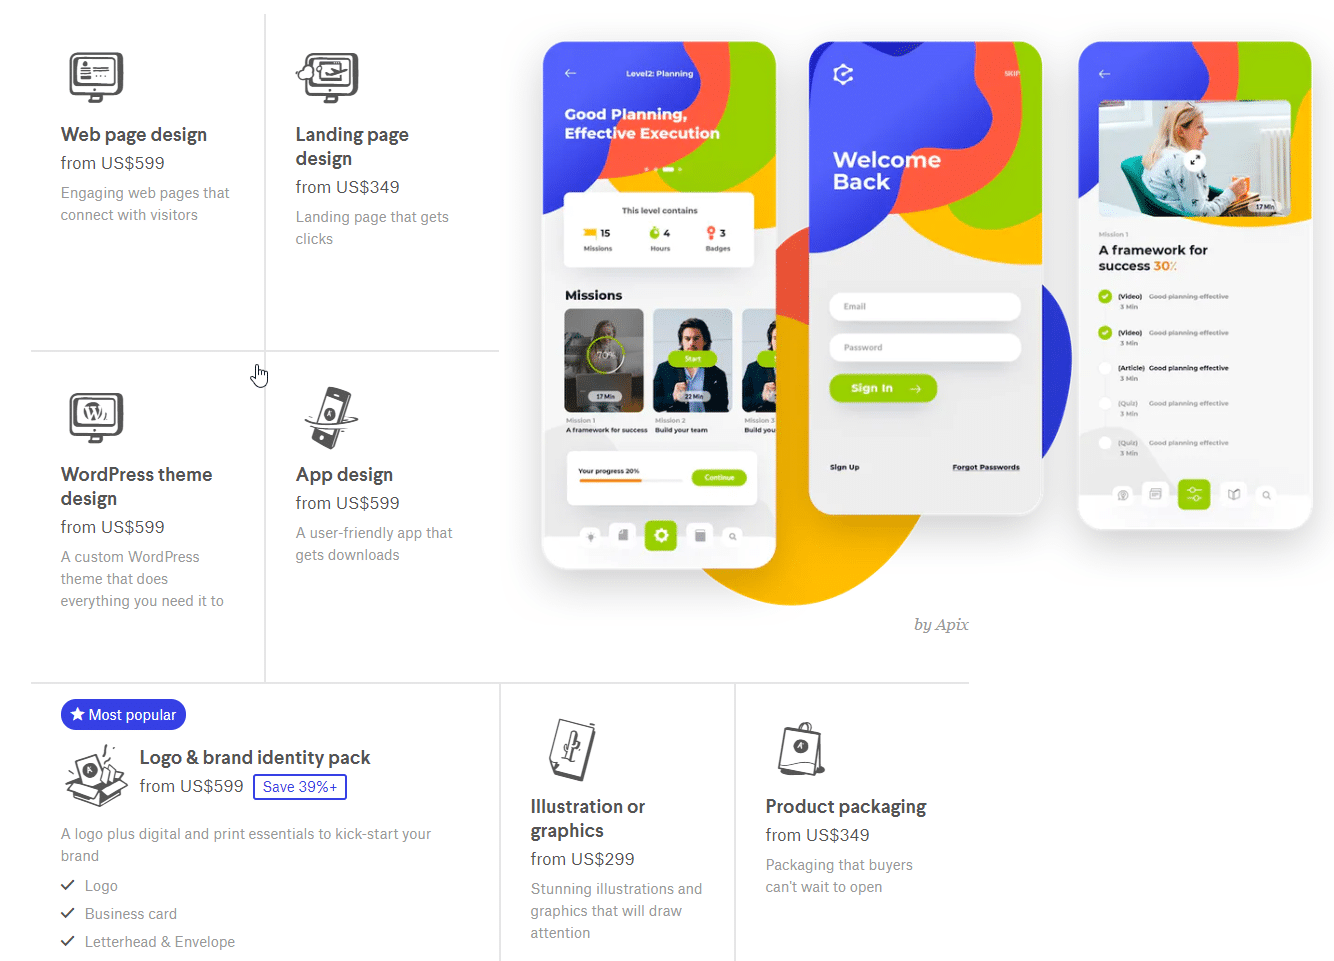 Web page design
from US$599
Engaging web pages that
connect with visitors
Landing page
design
from US$349
Landing page that gets
clicks
WordPress theme
design
from US$599
A custom WordPress
theme that does
everything you need it to
App design
from US$599
A user-friendly app that
gets downloads
Level2: Planning
Good Planning,
Effective Execution
This level contains
15
4
3
Missions
Hours
Badges
Missions
70%
17 Min
Start
22 Min
Mission 1
Mission 2
Mission 3
A framework for success
Build your team
Build you
Your progress 20%
Continue
SKIP
Welcome
Back
Email
Password
Sign In
Sign Up
Forgot Passwords
17 Min
Mission 1
A framework for
success 30%
(Video) Good planning effective
3 Min
(Video) Good planning effective
3 Min
(Article) Good planning effective
3 Min
(Quiz) Good planning effective
3 Min
(Quiz) Good planning effective
3 Min
by Apix
Most popular
Logo & brand identity pack
from US$599 Save 39%+
A logo plus digital and print essentials to kick-start your
brand
Logo
Business card
Letterhead & Envelope
Illustration or
graphics
from US$299
Stunning illustrations and
graphics that will draw
attention
Product packaging
from US$349
Packaging that buyers
can't wait to open